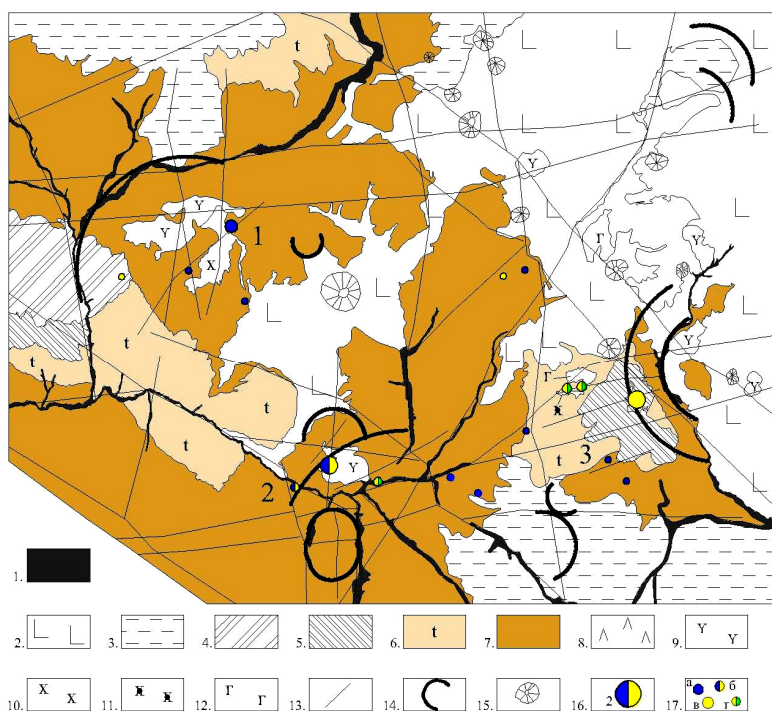 t
Y
Y
1
X
Г
Y
Y
t
t
t
Г
Y
Y
t
3
t
2
Y
1.
2. 3. 4. 5. 6. t 7. 8. 9. Y Y
10. X X 11. X X 12. Г Г 13. 14. 15. 16. 2 17. а б в г